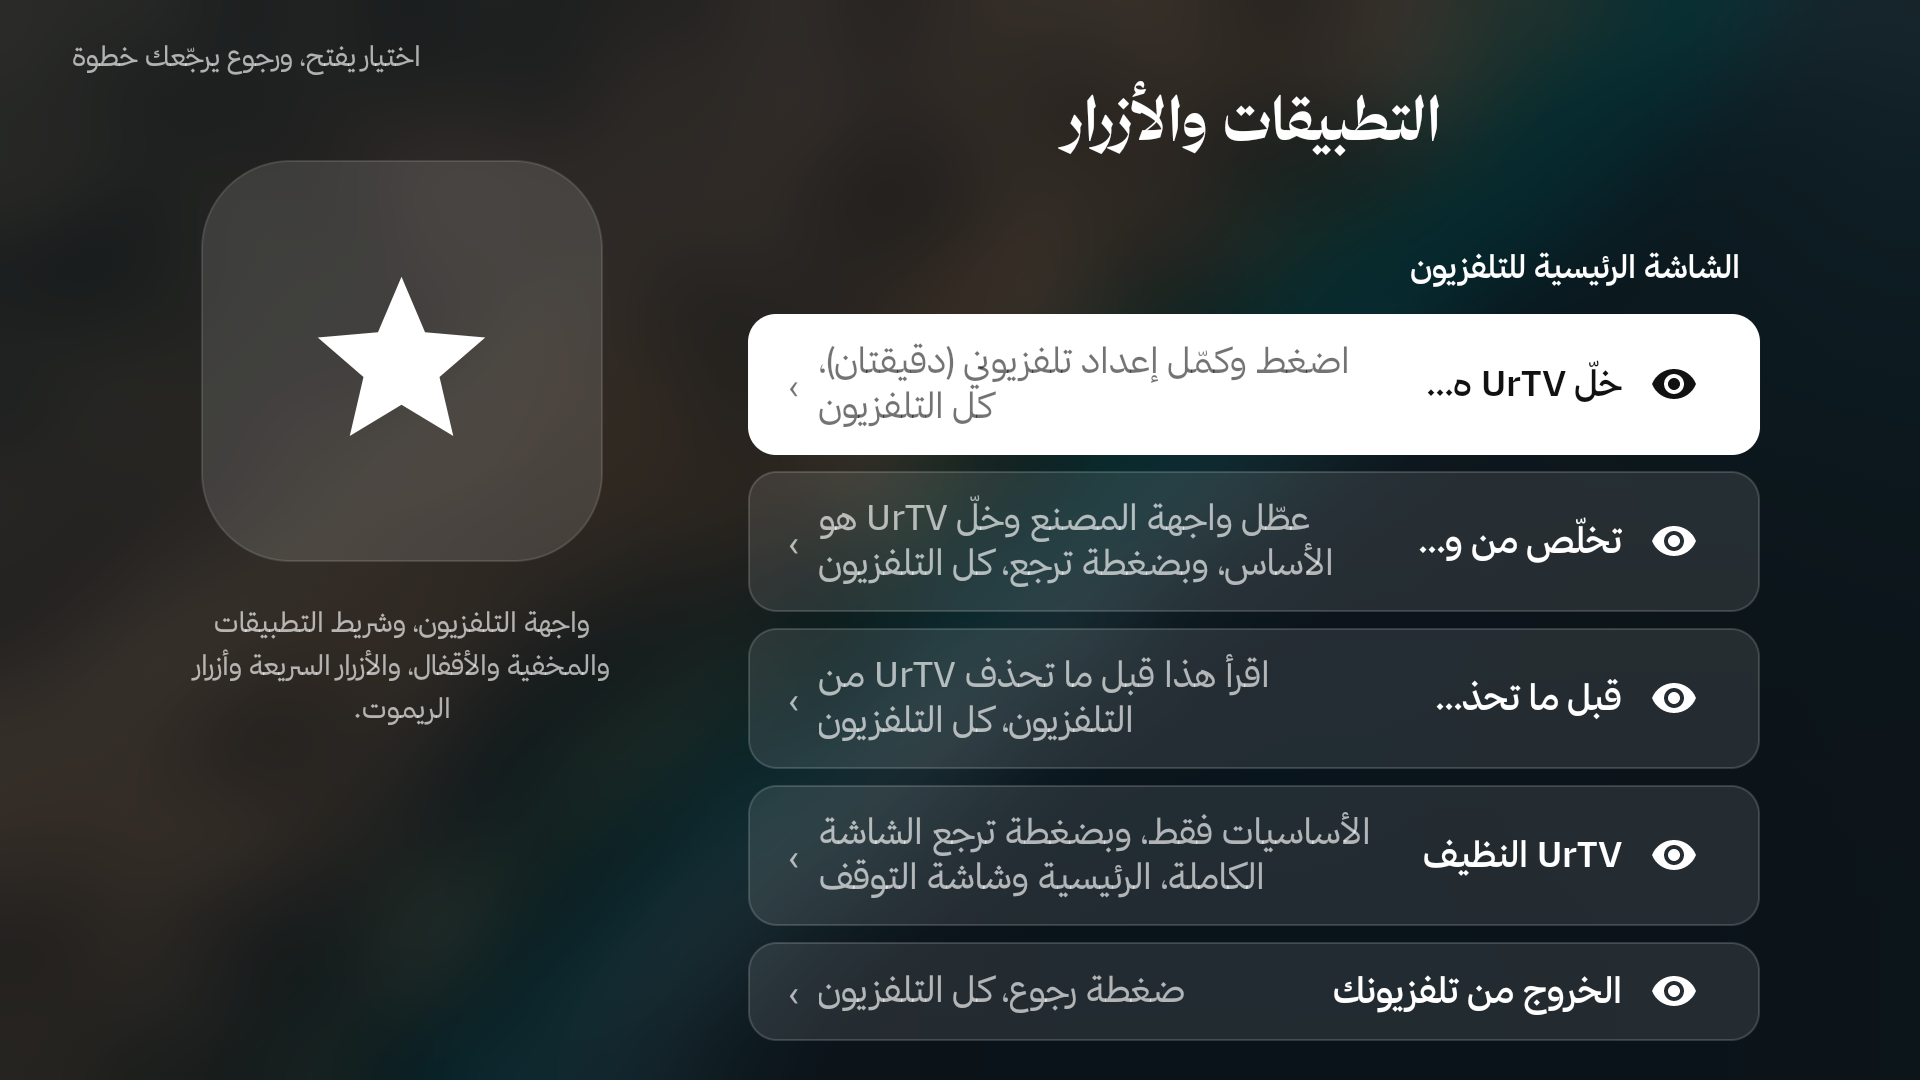 اختيار يفتح، ورجوع يرجّعك خطوة
التطبيقات والأزرار
الشاشة الرئيسية للتلفزيون
خلّ UrTV ه...
اضغط وكمّل إعداد تلفزيوني (دقيقتان)،
كل التلفزيون
تخلّص من و...
عطّل واجهة المصنع وخلّ UrTV هو
الأساس، وبضغطة ترجع، كل التلفزيون
قبل ما تحذ...
اقرأ هذا قبل ما تحذف UrTV من
التلفزيون، كل التلفزيون
UrTV النظيف
الأساسيات فقط، وبضغطة ترجع الشاشة
الكاملة، الرئيسية وشاشة التوقف
الخروج من تلفزيونك
ضغطة رجوع، كل التلفزيون
واجهة التلفزيون، وشريط التطبيقات
والمخفية والأقفال، والأزرار السريعة وأزرار
الريموت.